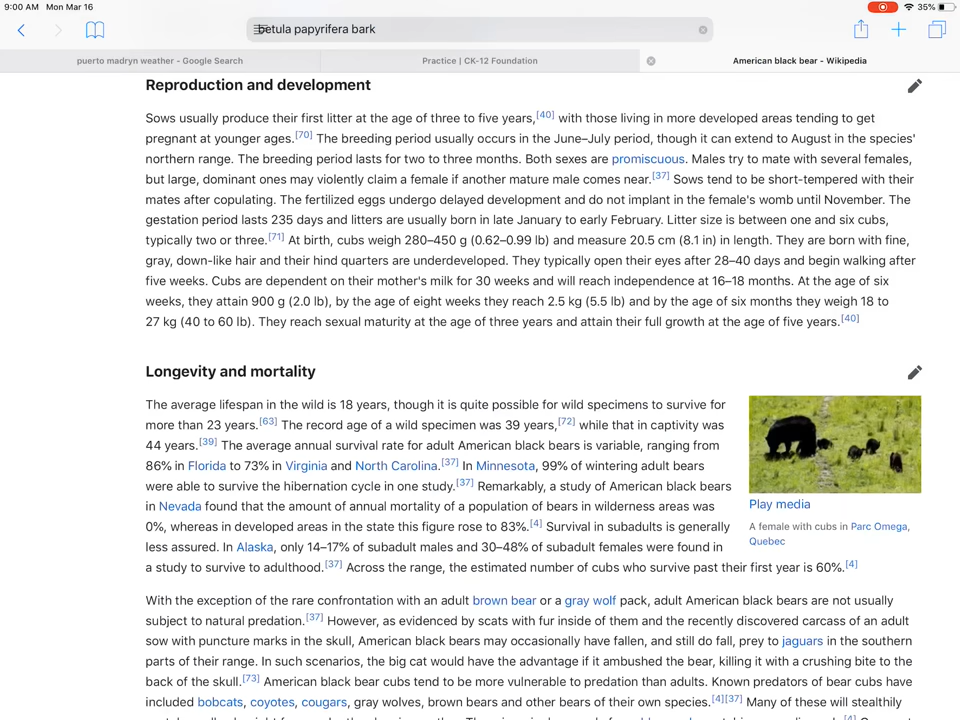 9:00 AM Mon Mar 16
35%
betula papyrifera bark
puerto madryn weather - Google Search
Practice | CK-12 Foundation
American black bear - Wikipedia
Reproduction and development
Sows usually produce their first litter at the age of three to five years,[40] with those living in more developed areas tending to get
pregnant at younger ages.[70] The breeding period usually occurs in the June–July period, though it can extend to August in the species'
northern range. The breeding period lasts for two to three months. Both sexes are promiscuous. Males try to mate with several females,
but large, dominant ones may violently claim a female if another mature male comes near.[37] Sows tend to be short-tempered with their
mates after copulating. The fertilized eggs undergo delayed development and do not implant in the female's womb until November. The
gestation period lasts 235 days and litters are usually born in late January to early February. Litter size is between one and six cubs,
typically two or three.[71] At birth, cubs weigh 280–450 g (0.62–0.99 lb) and measure 20.5 cm (8.1 in) in length. They are born with fine,
gray, down-like hair and their hind quarters are underdeveloped. They typically open their eyes after 28–40 days and begin walking after
five weeks. Cubs are dependent on their mother's milk for 30 weeks and will reach independence at 16–18 months. At the age of six
weeks, they attain 900 g (2.0 lb), by the age of eight weeks they reach 2.5 kg (5.5 lb) and by the age of six months they weigh 18 to
27 kg (40 to 60 lb). They reach sexual maturity at the age of three years and attain their full growth at the age of five years.[40]
Longevity and mortality
The average lifespan in the wild is 18 years, though it is quite possible for wild specimens to survive for
more than 23 years.[63] The record age of a wild specimen was 39 years,[72] while that in captivity was
44 years.[39] The average annual survival rate for adult American black bears is variable, ranging from
86% in Florida to 73% in Virginia and North Carolina.[37] In Minnesota, 99% of wintering adult bears
were able to survive the hibernation cycle in one study.[37] Remarkably, a study of American black bears
in Nevada found that the amount of annual mortality of a population of bears in wilderness areas was
0%, whereas in developed areas in the state this figure rose to 83%.[4] Survival in subadults is generally
less assured. In Alaska, only 14–17% of subadult males and 30–48% of subadult females were found in
a study to survive to adulthood.[37] Across the range, the estimated number of cubs who survive past their first year is 60%.[4]
Play media
A female with cubs in Parc Omega,
Quebec
With the exception of the rare confrontation with an adult brown bear or a gray wolf pack, adult American black bears are not usually
subject to natural predation.[37] However, as evidenced by scats with fur inside of them and the recently discovered carcass of an adult
sow with puncture marks in the skull, American black bears may occasionally have fallen, and still do fall, prey to jaguars in the southern
parts of their range. In such scenarios, the big cat would have the advantage if it ambushed the bear, killing it with a crushing bite to the
back of the skull.[73] American black bear cubs tend to be more vulnerable to predation than adults. Known predators of bear cubs have
included bobcats, coyotes, cougars, gray wolves, brown bears and other bears of their own species.[4][37] Many of these will stealthily